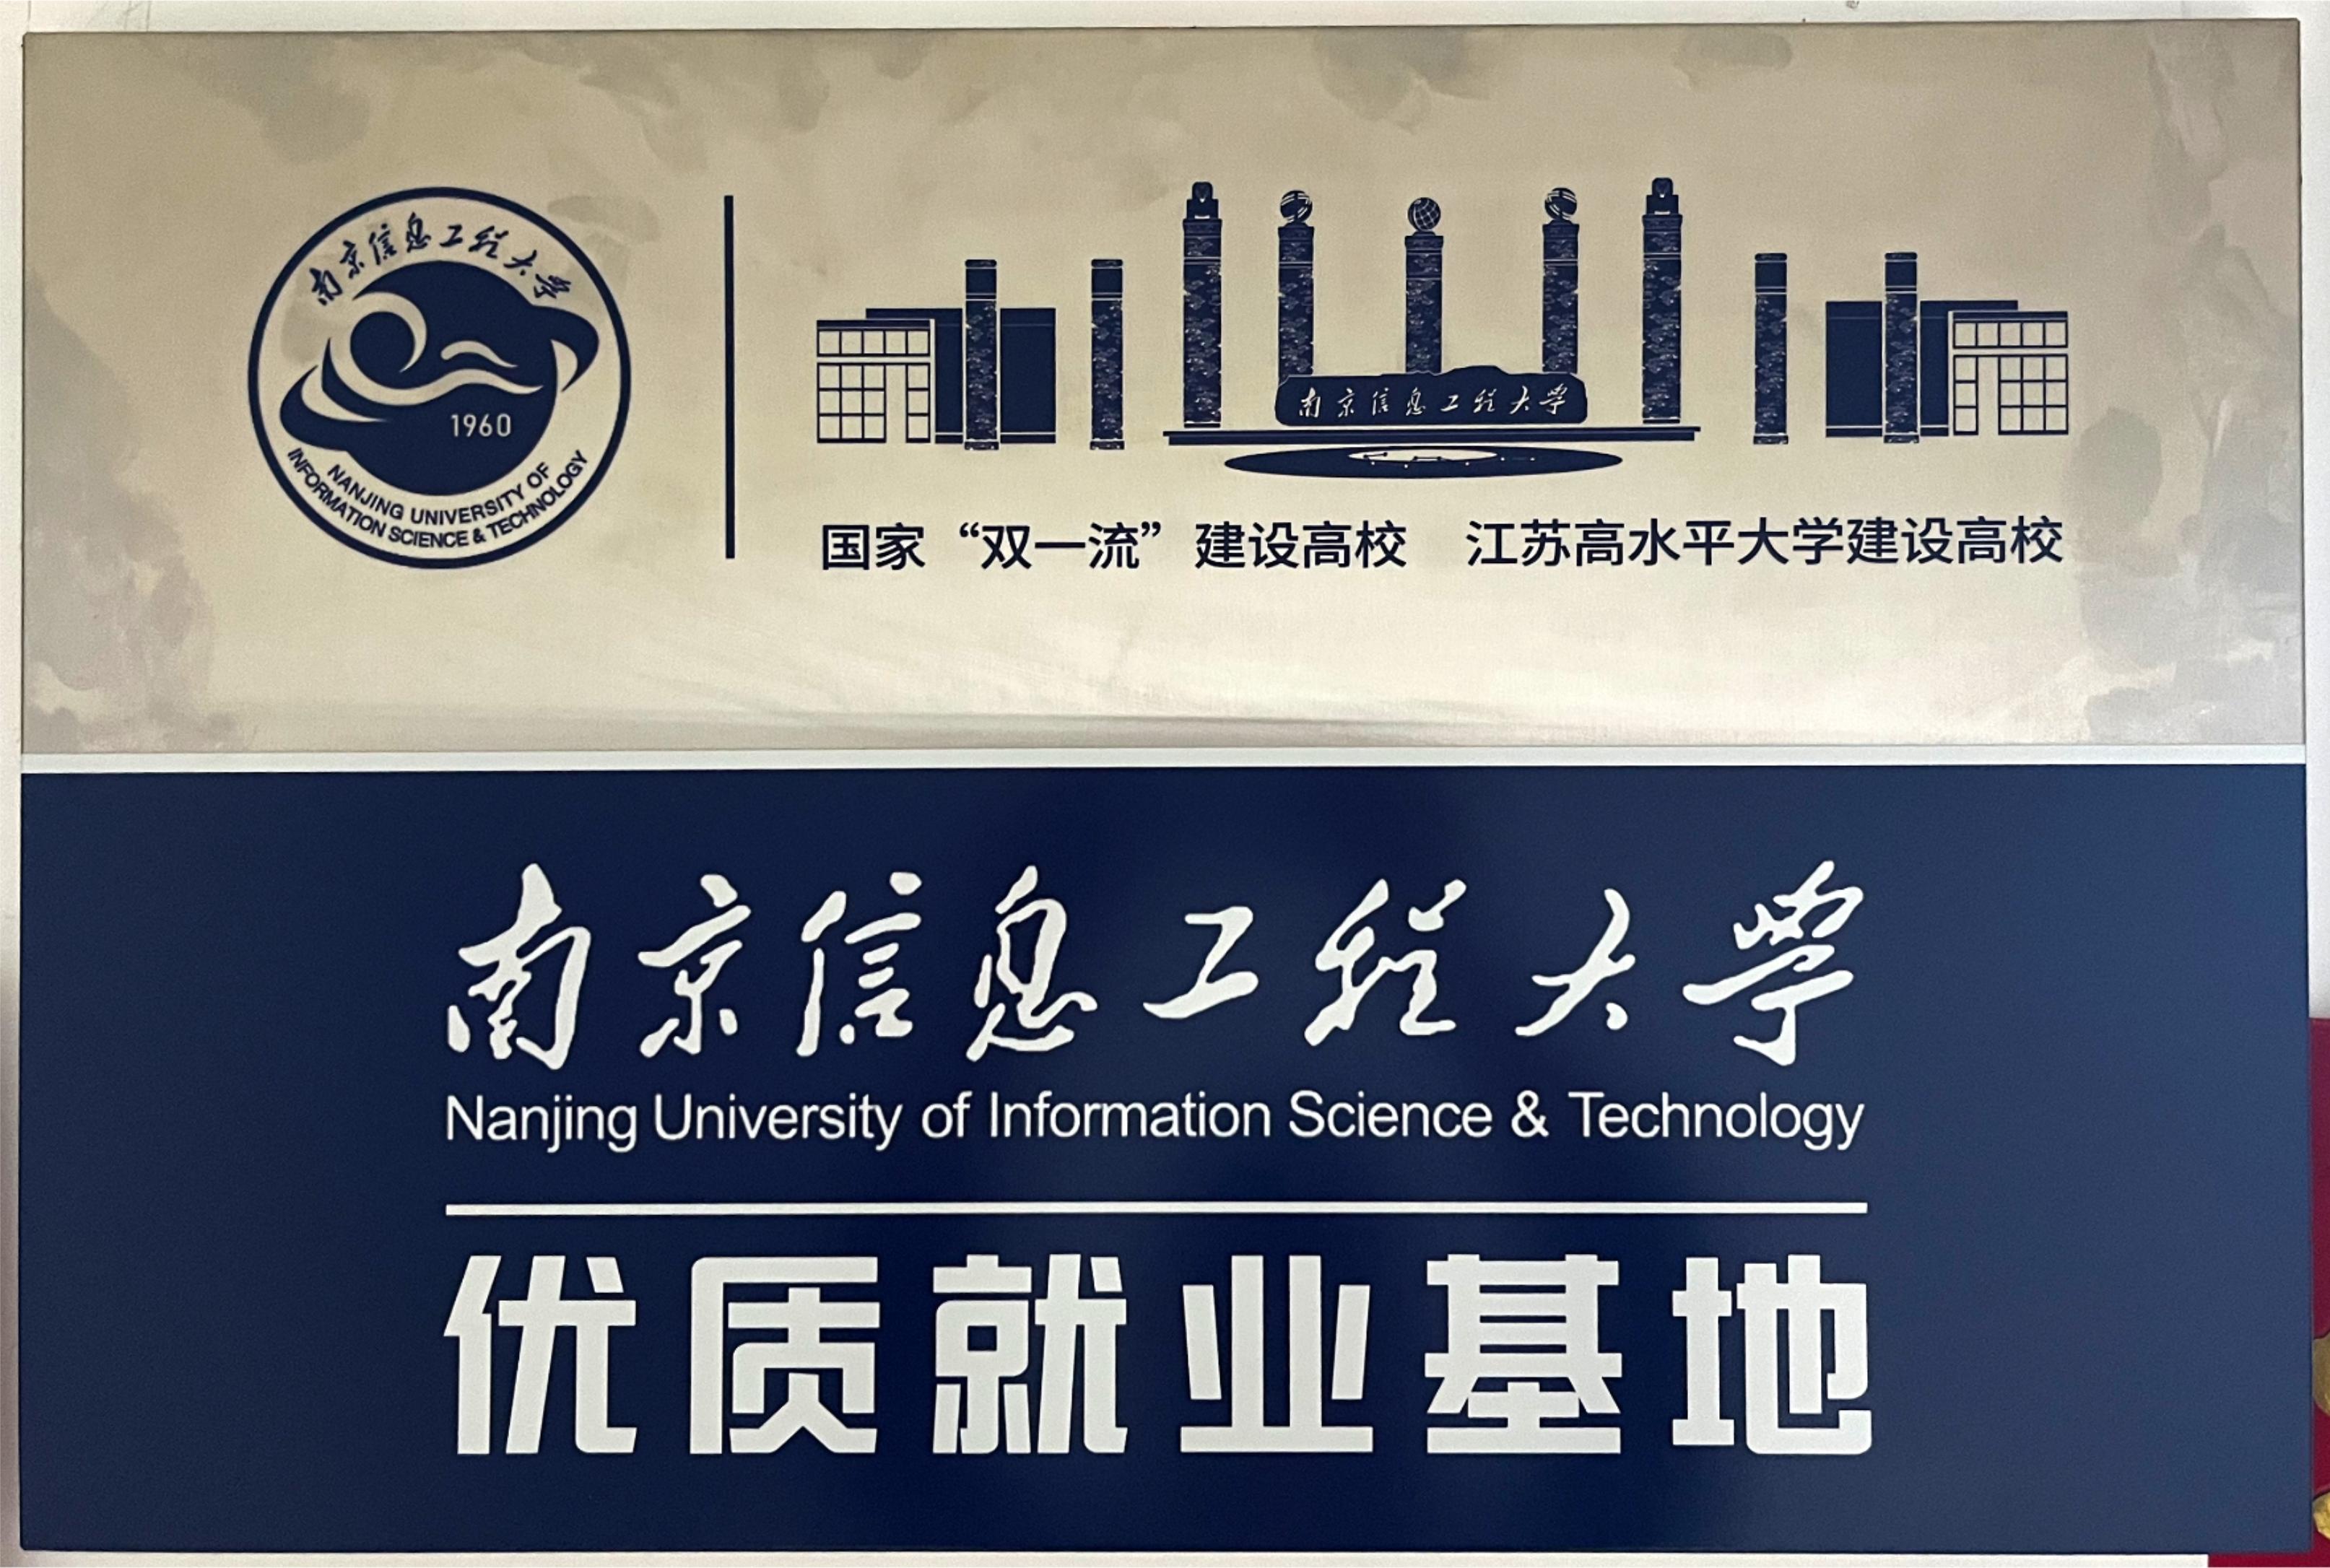 南京信息工程大学
1960
NANJING UNIVERSITY OF
INFORMATION SCIENCE & TECHNOLOGY
南京信息工程大学
国家“双一流”建设高校 江苏高水平大学建设高校
南京信息工程大學
Nanjing University of Information Science & Technology
优质就业基地